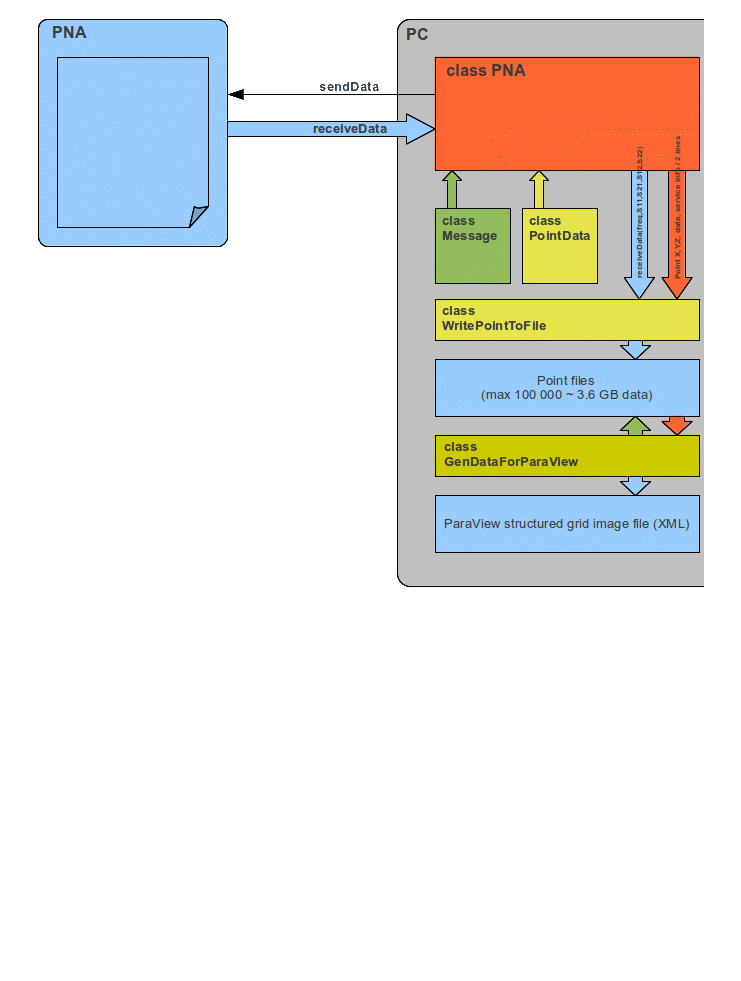 PNA
PC
class PNA
sendData
receiveData
receiveData(freq,S11,S21,S12,S22)
Point X,Y,Z, date, service info / 2 lines
class
Message
class
PointData
class
WritePointToFile
Point files
(max 100 000 ~ 3.6 GB data)
class
GenDataForParaView
ParaView structured grid image file (XML)